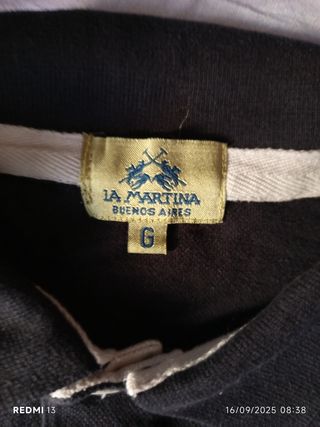 LA MARTINA
BUENOS AIRES
G
REDMI 13
16/09/2025 08:38